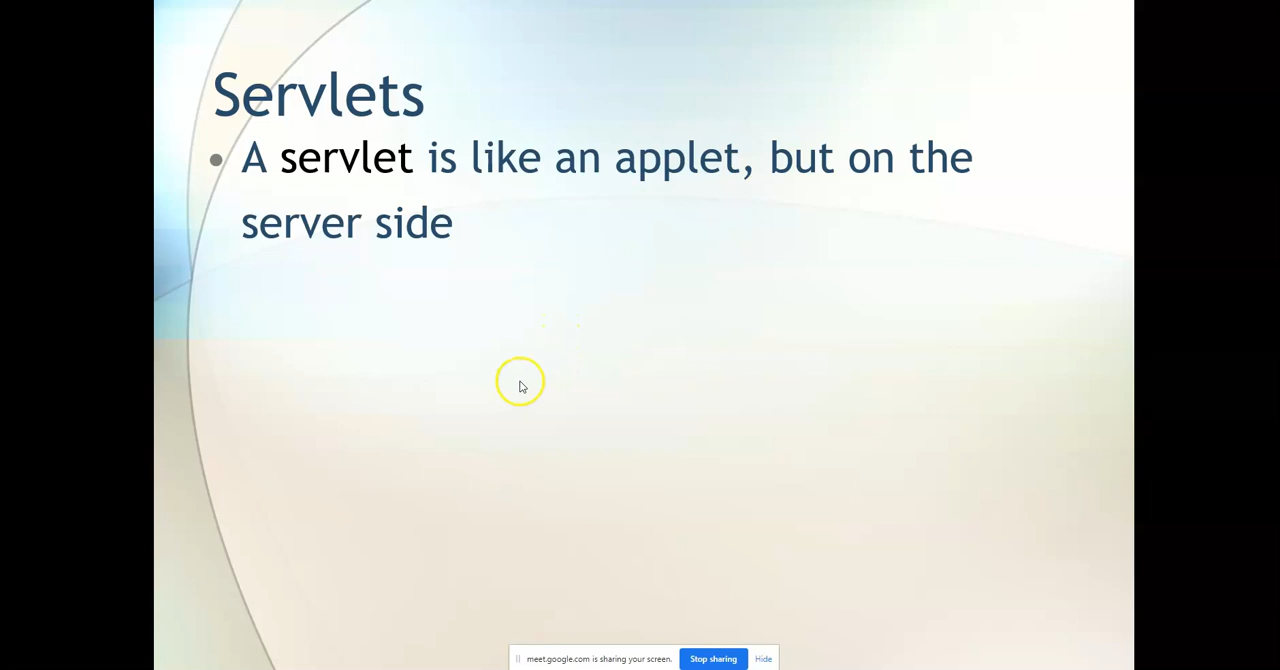 Servlets
• A servlet is like an applet, but on the
server side
meet.google.com is sharing your screen. Stop sharing Hide